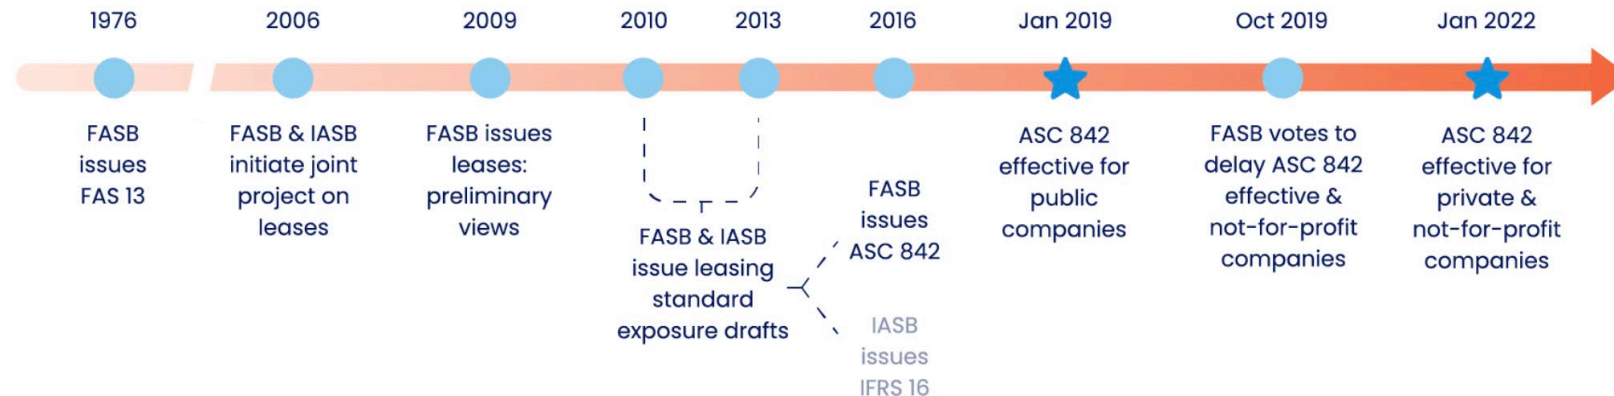 1976
2006
2009
2010
2013
2016
Jan 2019
Oct 2019
Jan 2022
FASB
issues
FAS 13
FASB & IASB
initiate joint
project on
leases
FASB issues
leases:
preliminary
views
FASB & IASB
issue leasing
standard
exposure drafts
FASB
issues
ASC 842
IASB
issues
IFRS 16
ASC 842
effective for
public
companies
FASB votes to
delay ASC 842
effective &
not-for-profit
companies
ASC 842
effective for
private &
not-for-profit
companies